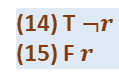 (14) T ¬r
(15) F r